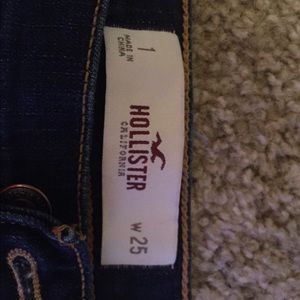 1
MADE IN
CHINA
HOLLISTER
CALIFORNIA
W 25